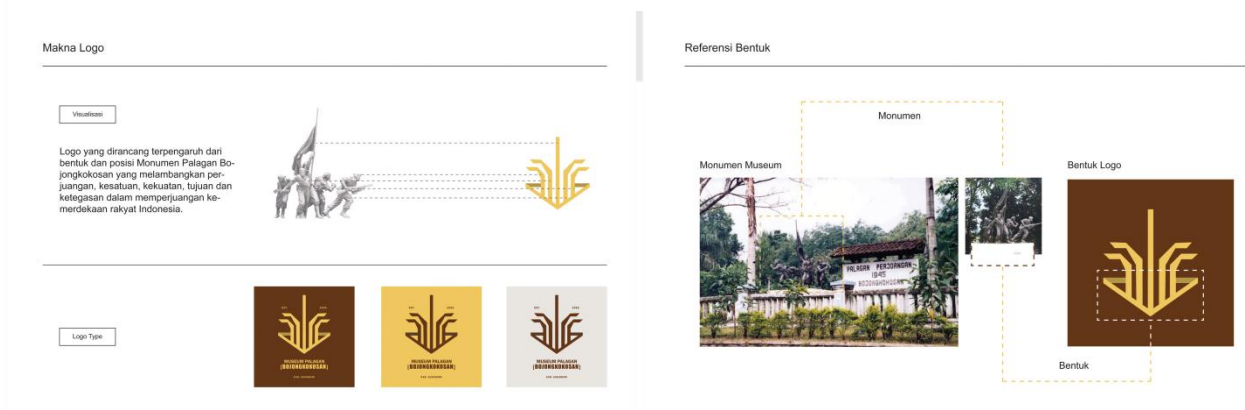 Makna Logo
Visualisasi
Logo yang dirancang terpengaruh dari
bentuk dan posisi Monumen Palagan Bo-
jongkokosan yang melambangkan per-
juangan, kesatuan, kekuatan, tujuan dan
ketegasan dalam memperjuangan ke-
merdekaan rakyat Indonesia.
Logo Type
MUSEUM PALAGAN
[BOJONGKOKOSAN]
MUSEUM PALAGAN
[BOJONGKOKOSAN]
MUSEUM PALAGAN
[BOJONGKOKOSAN]
Referensi Bentuk
Monumen
Monumen Museum
Bentuk Logo
PALAGAN PERJOANGAN
1945
BOJONGKOKOSAN
Bentuk